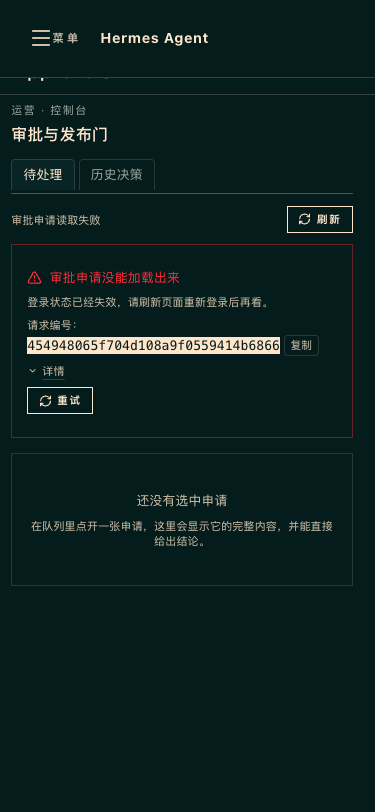 菜单
Hermes Agent
运营 · 控制台
审批与发布门
待处理
历史决策
审批申请读取失败
刷新
审批申请没能加载出来
登录状态已经失效，请刷新页面重新登录后再看。
请求编号：
454948065f704d108a9f0559414b6866
复制
详情
重试
还没有选中申请
在队列里点开一张申请，这里会显示它的完整内容，并能直接
给出结论。